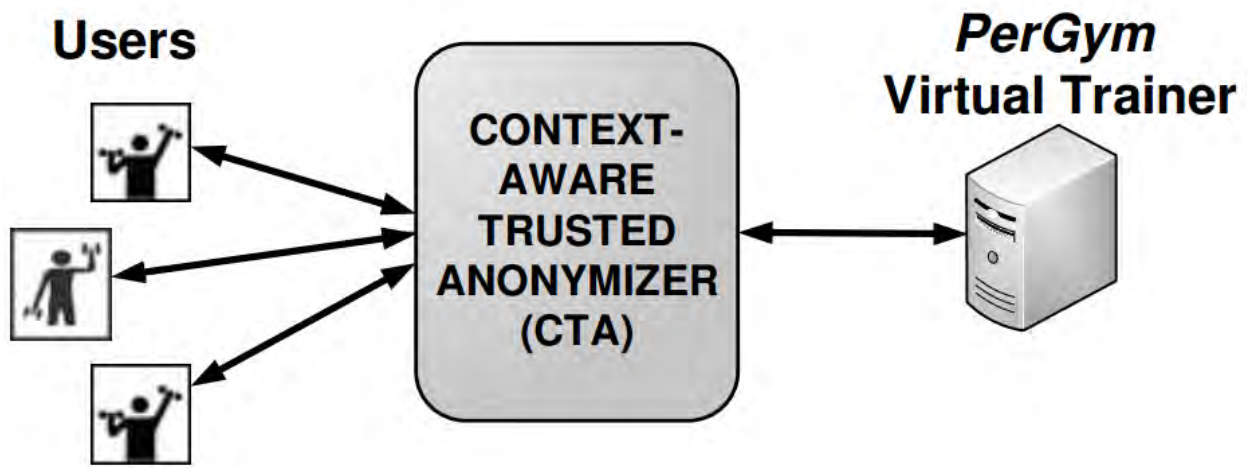 Users
PerGym
Virtual Trainer
CONTEXT-
AWARE
TRUSTED
ANONYMIZER
(CTA)